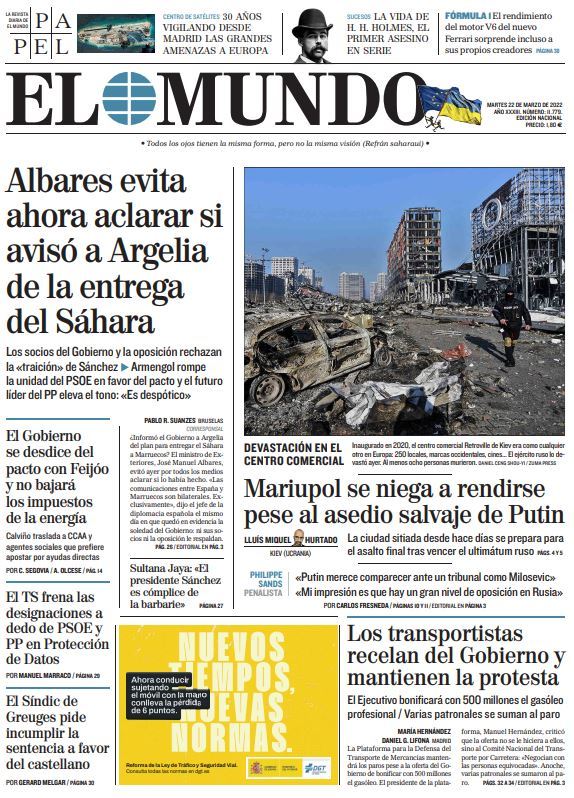 LA REVISTA
DIARIA DE
EL MUNDO
PA
PEL
CENTRO DE SATÉLITES 30 AÑOS
VIGILANDO DESDE
MADRID LAS GRANDES
AMENAZAS A EUROPA
SUCESOS LA VIDA DE
H. H. HOLMES, EL
PRIMER ASESINO
EN SERIE
FÓRMULA I El rendimiento
del motor V6 del nuevo
Ferrari sorprende incluso a
sus propios creadores PÁGINA 30
EL MUNDO
MARTES 22 DE MARZO DE 2022
AÑO XXXIII. NÚMERO: 11.779.
EDICIÓN NACIONAL
PRECIO: 1,80 €
• Todos los ojos tienen la misma forma, pero no la misma visión (Refrán saharaui) •
Albares evita
ahora aclarar si
avisó a Argelia
de la entrega
del Sáhara
Los socios del Gobierno y la oposición rechazan
la «traición» de Sánchez ▶ Armengol rompe
la unidad del PSOE en favor del pacto y el futuro
líder del PP eleva el tono: «Es despótico»
El Gobierno
se desdice del
pacto con Feijóo
y no bajará
los impuestos
de la energía
Calviño traslada a CCAA y
agentes sociales que prefiere
apostar por ayudas directas
POR C. SEGOVIA / A. OLCESE / PÁG. 14
El TS frena las
designaciones a
dedo de PSOE y
PP en Protección
de Datos
POR MANUEL MARRACO / PÁGINA 29
El Síndic de
Greuges pide
incumplir la
sentencia a favor
del castellano
POR GERARD MELGAR / PÁGINA 30
PABLO R. SUANZES BRUSELAS
CORRESPONSAL
«¿Informó el Gobierno a Argelia
del plan para entregar el Sáhara
a Marruecos? El ministro de Ex-
teriores, José Manuel Albares,
evitó ayer por todos los medios
aclarar si lo había hecho. «Las
comunicaciones entre España y
Marruecos son bilaterales. Ex-
clusivamente», dijo el jefe de la
diplomacia española el mismo
día en que quedó en evidencia la
soledad del Gobierno: ni sus so-
cios ni la oposición le respaldan.
PÁG. 26 / EDITORIAL EN PÁG. 3
Sultana Jaya: «El
presidente Sánchez
es cómplice de
la barbarie» PÁGINA 27
DEVASTACIÓN EN EL
CENTRO COMERCIAL
Inaugurado en 2020, el centro comercial Retroville de Kiev era como cualquier
otro en Europa: 250 locales, marcas occidentales, cines... El ejército ruso lo de-
vastó ayer. Al menos ocho personas murieron. DANIEL CENG SHOU-YI / ZUMA PRESS
Mariupol se niega a rendirse
pese al asedio salvaje de Putin
LLUÍS MIQUEL HURTADO
KIEV (UCRANIA)
La ciudad sitiada desde hace días se prepara para
el asalto final tras vencer el ultimátum ruso PÁGS. 4 Y 5
PHILIPPE
SANDS
PENALISTA
«Putin merece comparecer ante un tribunal como Milosevic»
«Mi impresión es que hay un gran nivel de oposición en Rusia»
POR CARLOS FRESNEDA / PÁGINAS 10 Y 11 / EDITORIAL EN PÁGINA 3
NUEVOS
TIEMPOS,
NUEVAS
NORMAS.
Ahora conducir
sujetando
el móvil con la mano
conlleva la pérdida
de 6 puntos.
Reforma de la Ley de Tráfico y Seguridad Vial.
Consulta todas las normas en dgt.es
DGT
Los transportistas
recelan del Gobierno y
mantienen la protesta
El Ejecutivo bonificará con 500 millones el gasóleo
profesional / Varias patronales se suman al paro
MARÍA HERNÁNDEZ
DANIEL G. LIFONA MADRID
La Plataforma para la Defensa del
Transporte de Mercancías manten-
drá los paros pese a la oferta del Go-
bierno de bonificar con 500 millones
el gasóleo. El presidente de la plata-
forma, Manuel Hernández, criticó
que la oferta no se le hiciera a ellos,
sino al Comité Nacional del Trans-
porte por Carretera: «Negocian con
las personas equivocadas». Anoche,
varias patronales se sumaban al pa-
ro. PÁGS. 32 A 34 / EDITORIAL EN PÁG. 3